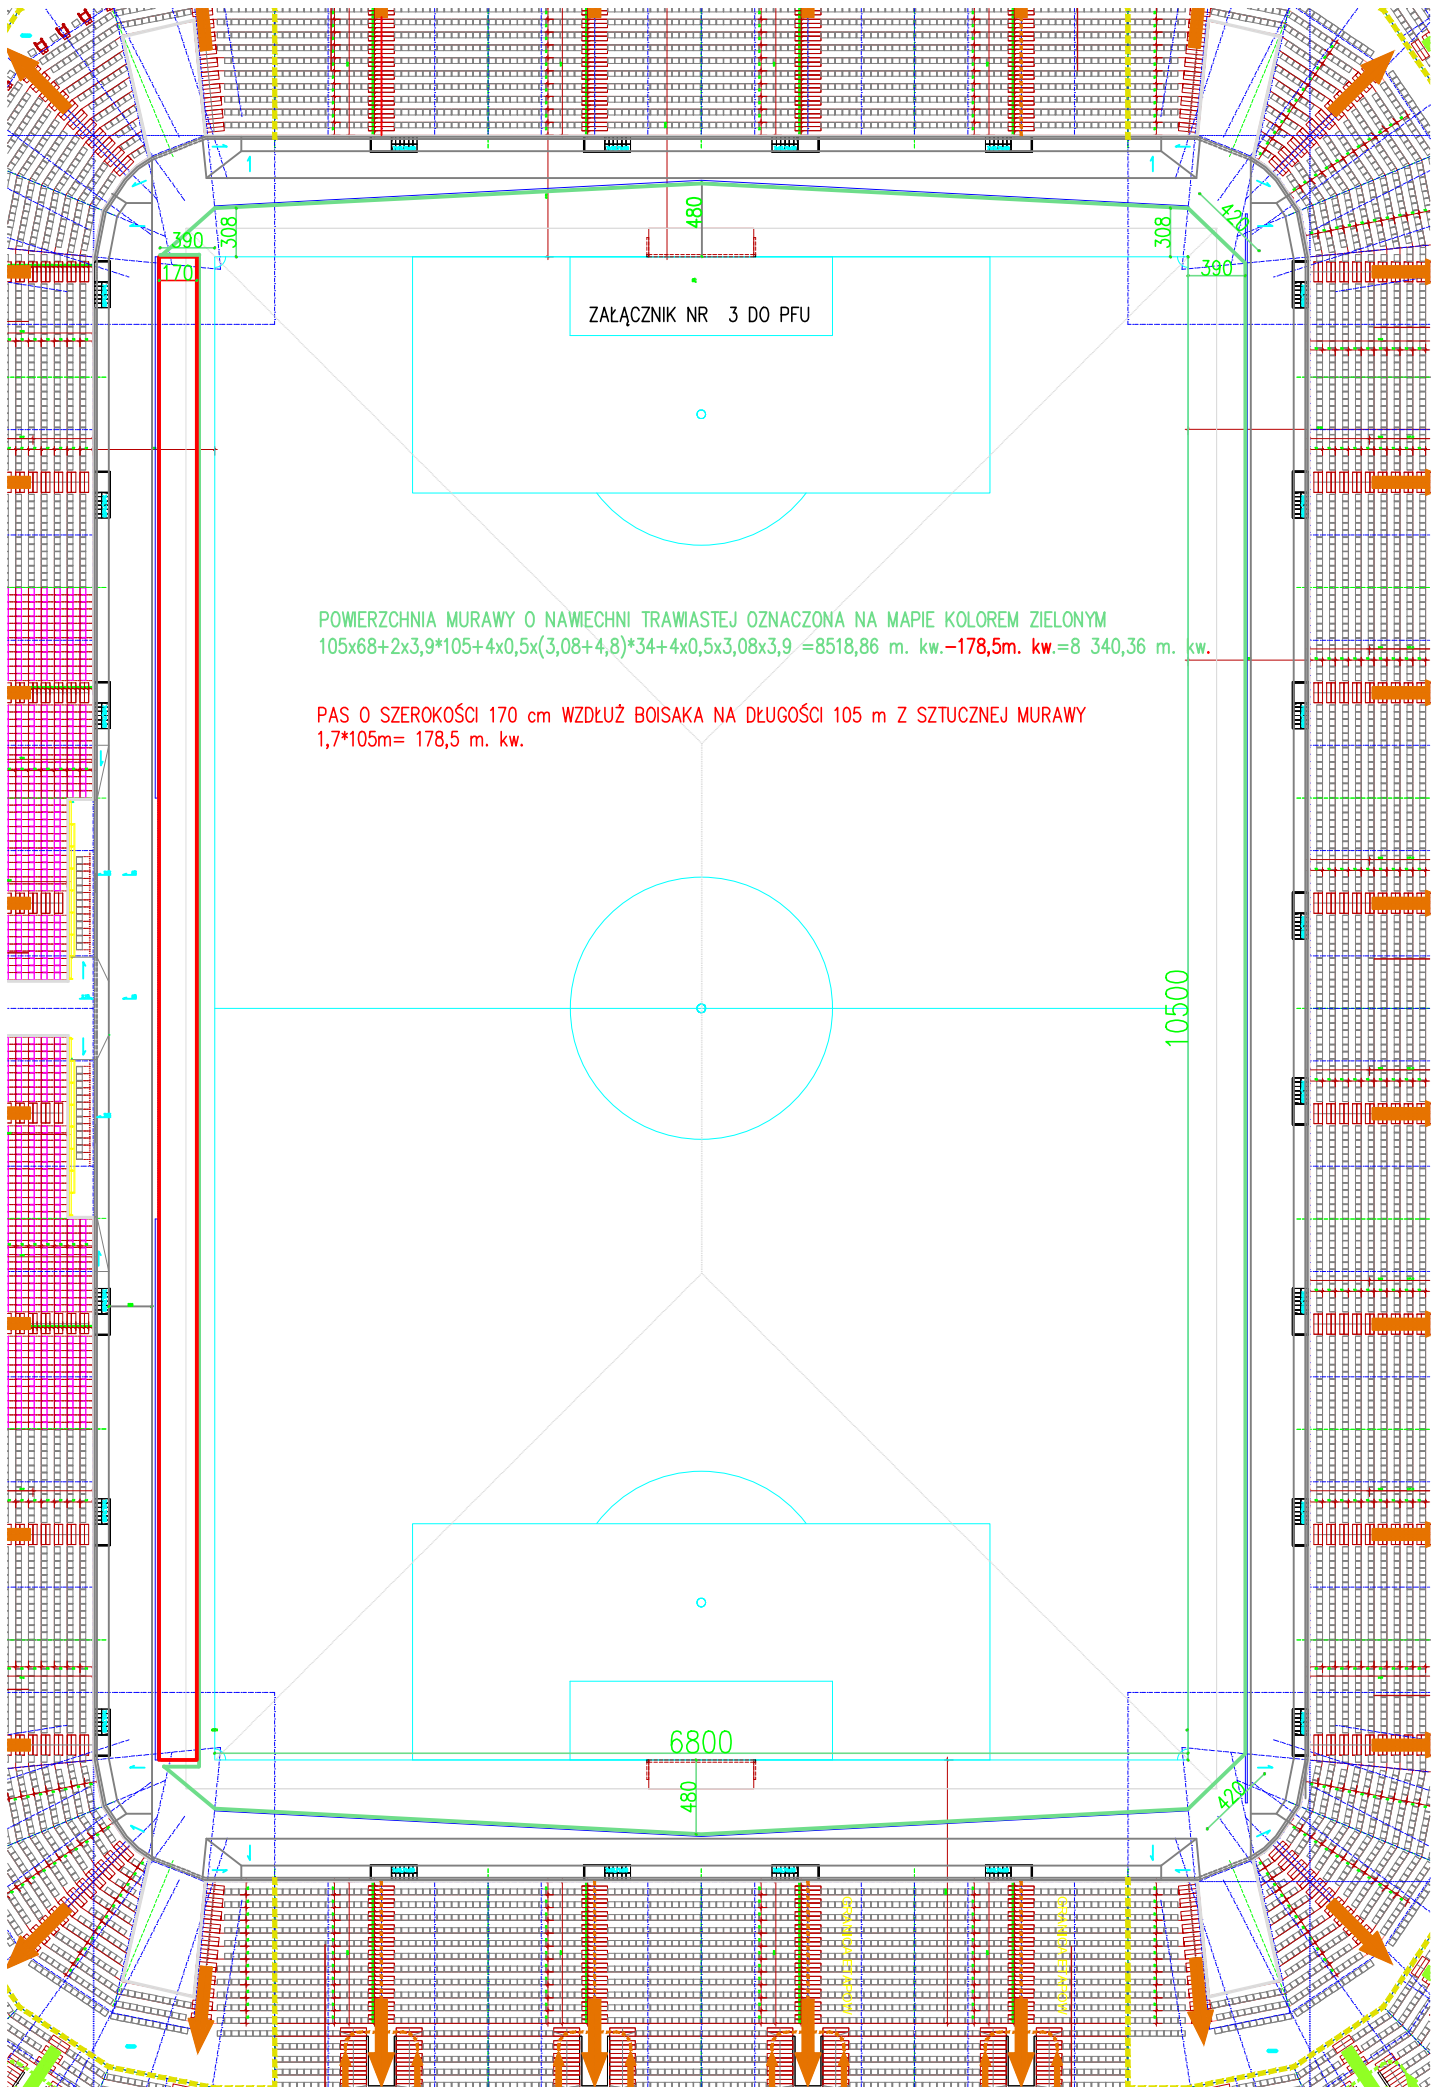 480
420
390
308
308
170
390
ZAŁĄCZNIK NR 3 DO PFU
POWIERZCHNIA MURAWY O NAWIECHNI TRAWIASTEJ OZNACZONA NA MAPIE KOLOREM ZIELONYM
105x68+2x3,9*105+4x0,5x(3,08+4,8)*34+4x0,5x3,08x3,9 =8518,86 m. kw.-178,5m. kw.=8 340,36 m. kw.
PAS O SZEROKOŚCI 170 cm WZDŁUŻ BOISAKA NA DŁUGOŚCI 105 m Z SZTUCZNEJ MURAWY
1,7*105m= 178,5 m. kw.
10500
6800
480
420